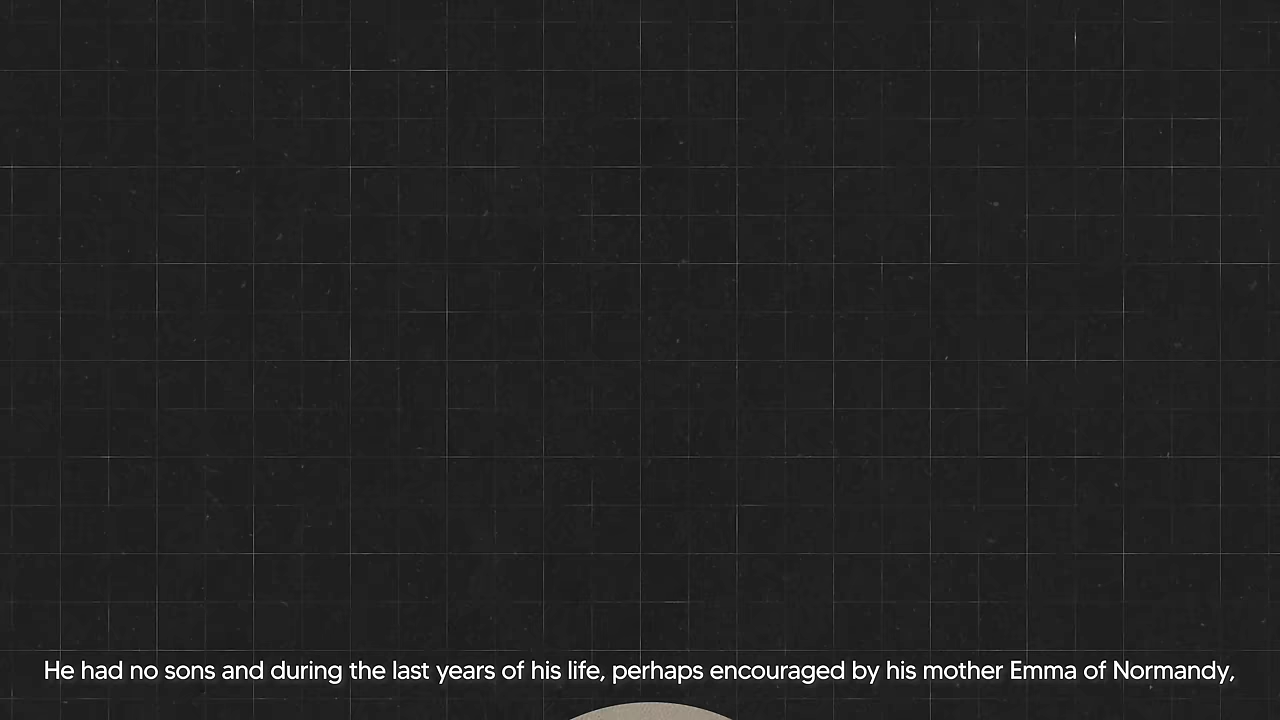 He had no sons and during the last years of his life, perhaps encouraged by his mother Emma of Normandy,